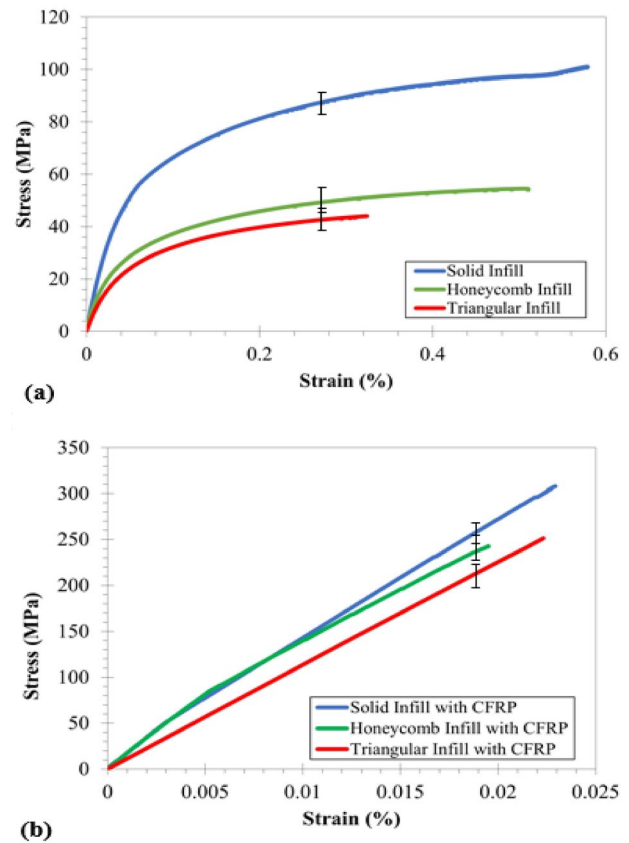 120
100
80
60
40
20
0
Stress (MPa)
Solid Infill
Honeycomb Infill
Triangular Infill
0 0.2 0.4 0.6
Strain (%)
(a)
350
300
250
200
150
100
50
0
Stress (MPa)
Solid Infill with CFRP
Honeycomb Infill with CFRP
Triangular Infill with CFRP
0 0.005 0.01 0.015 0.02 0.025
Strain (%)
(b)